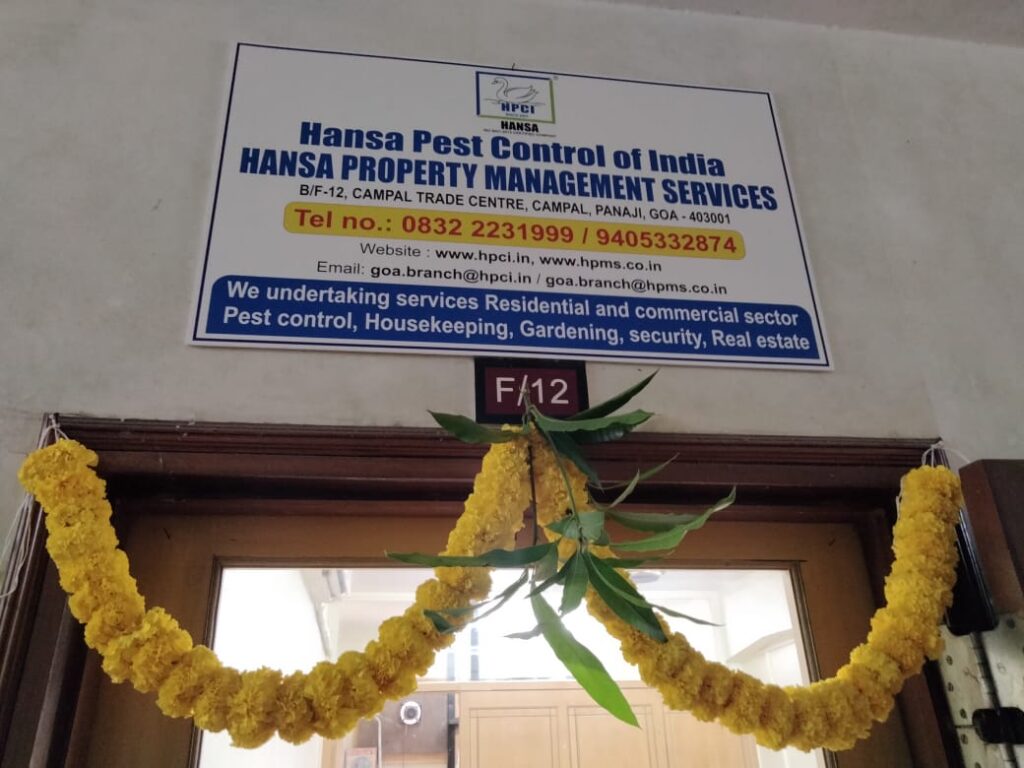 HPCI
HANSA
Hansa Pest Control of India
HANSA PROPERTY MANAGEMENT SERVICES
B/F-12, CAMPAL TRADE CENTRE, CAMPAL, PANAJI, GOA - 403001
Tel no.: 0832 2231999 / 9405332874
Website : www.hpci.in, www.hpms.co.in
Email: goa.branch@hpci.in / goa.branch@hpms.co.in
We undertaking services Residential and commercial sector
Pest control, Housekeeping, Gardening, security, Real estate
F/12